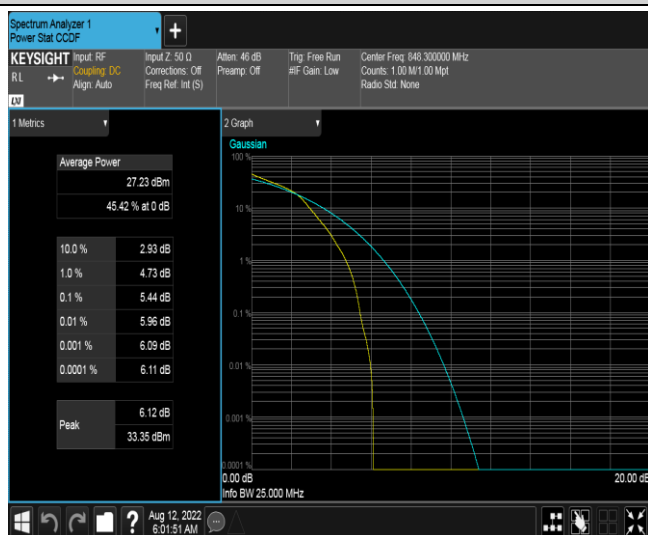 Spectrum Analyzer 1
Power Stat CCDF
+
KEYSIGHT
RL
LXI
Input: RF
Coupling: DC
Align: Auto
Input Z: 50 Ω
Corrections: Off
Freq Ref: Int (S)
Atten: 46 dB
Preamp: Off
Trig: Free Run
#IF Gain: Low
Center Freq: 848.300000 MHz
Counts: 1.00 M/1.00 Mpt
Radio Std: None
1 Metrics
Average Power
27.23 dBm
45.42 % at 0 dB
10.0 % 2.93 dB
1.0 % 4.73 dB
0.1 % 5.44 dB
0.01 % 5.96 dB
0.001 % 6.09 dB
0.0001 % 6.11 dB
Peak
6.12 dB
33.35 dBm
2 Graph
Gaussian
100 %
10 %
1 %
0.1 %
0.01 %
0.001 %
0.0001 %
0.00 dB 20.00 dB
Info BW 25.000 MHz
?
Aug 12, 2022
6:01:51 AM